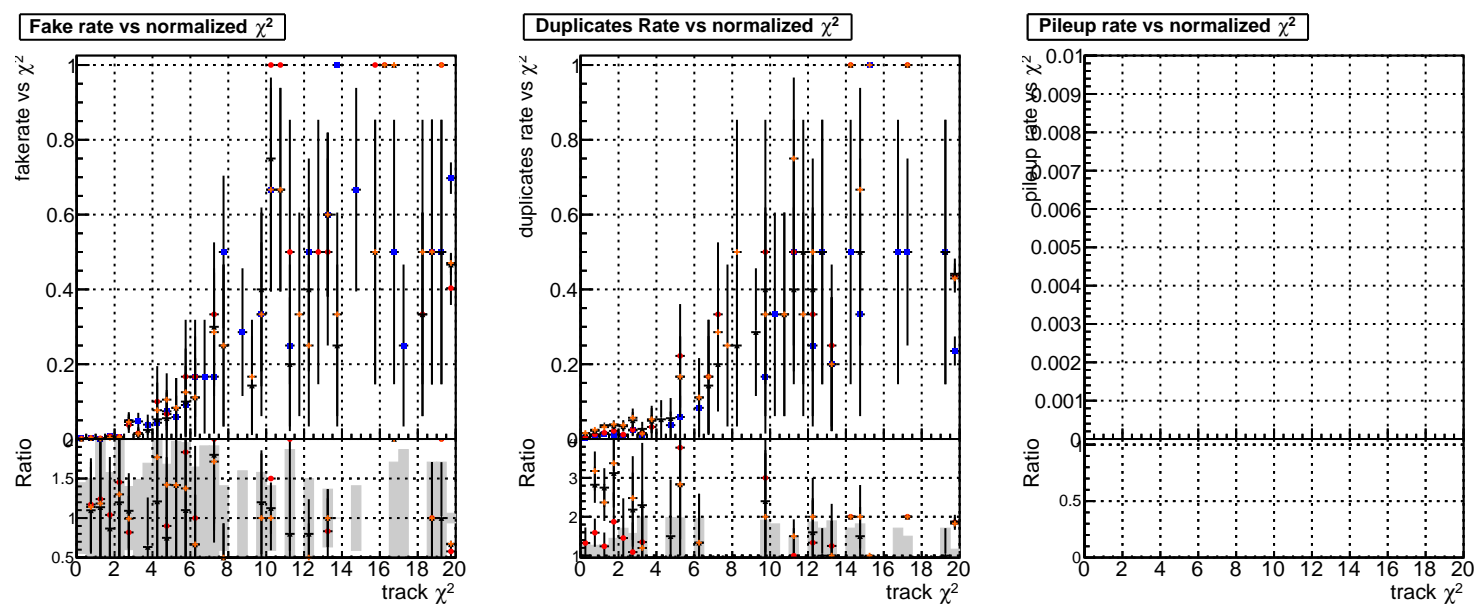 Fake rate vs normalized χ²
fakerate vs χ²
1
0.8
0.6
0.4
0.2
0
Ratio
1.5
1
0.5
0 2 4 6 8 10 12 14 16 18 20
track χ²
Duplicates Rate vs normalized χ²
duplicates rate vs χ²
1
0.8
0.6
0.4
0.2
0
Ratio
3
2
1
0 2 4 6 8 10 12 14 16 18 20
track χ²
Pileup rate vs normalized χ²
pileup rate vs χ²
0.01
0.009
0.008
0.007
0.006
0.005
0.004
0.003
0.002
0.001
0
Ratio
1
0.5
0
0 2 4 6 8 10 12 14 16 18 20
track χ²